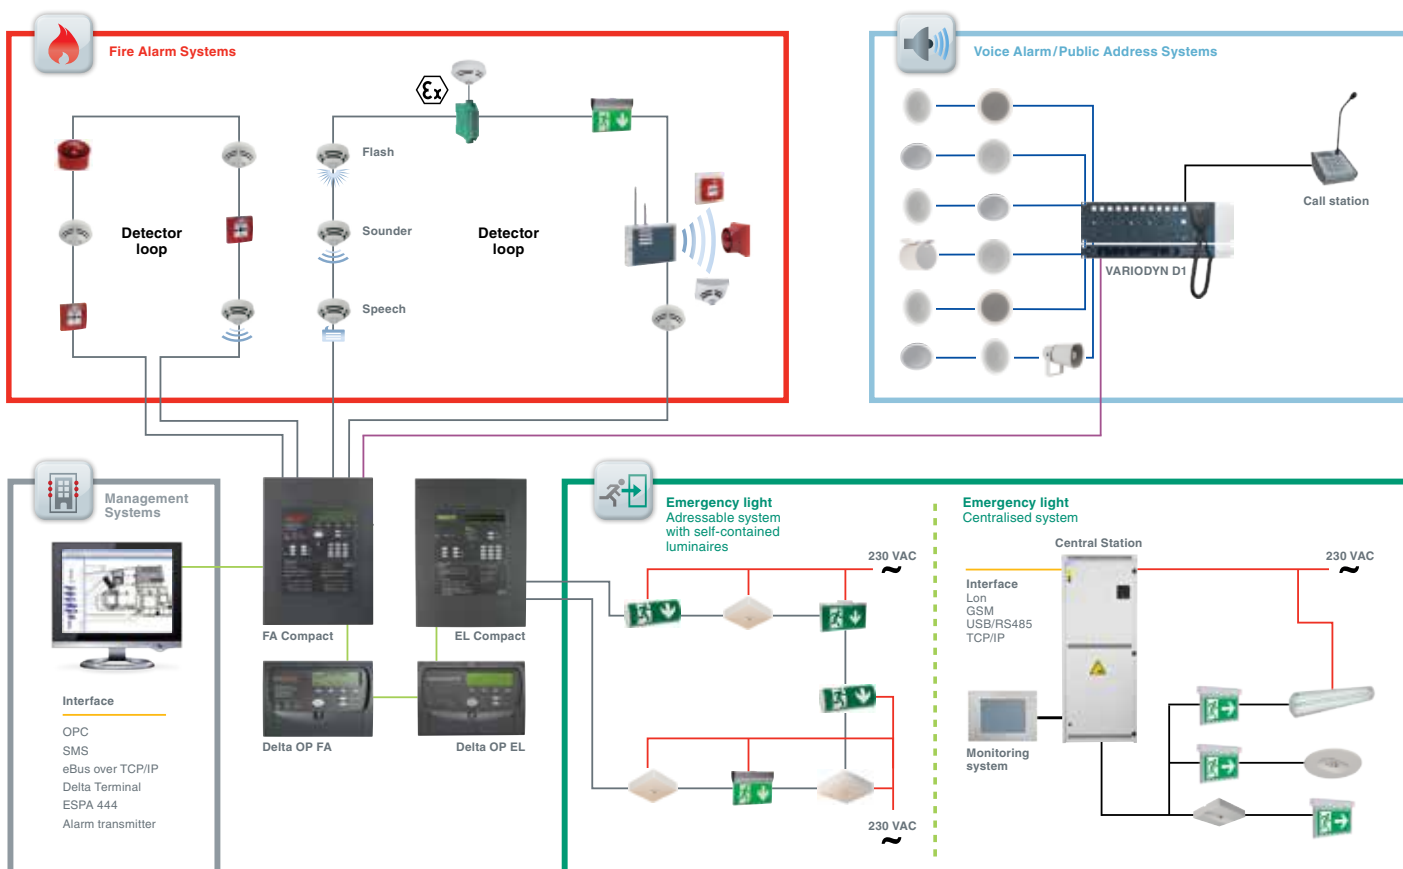 Fire Alarm Systems
Voice Alarm/Public Address Systems
Ex
Flash
Detector
loop
Sounder
Detector
loop
Speech
Call station
VARIODYN D1
Management
Systems
Interface
OPC
SMS
eBus over TCP/IP
Delta Terminal
ESPA 444
Alarm transmitter
FA Compact
EL Compact
Delta OP FA
Delta OP EL
Emergency light
Adressable system
with self-contained
luminaires
230 VAC
~
230 VAC
~
Emergency light
Centralised system
Central Station
230 VAC
~
Interface
Lon
GSM
USB/RS485
TCP/IP
Monitoring
system